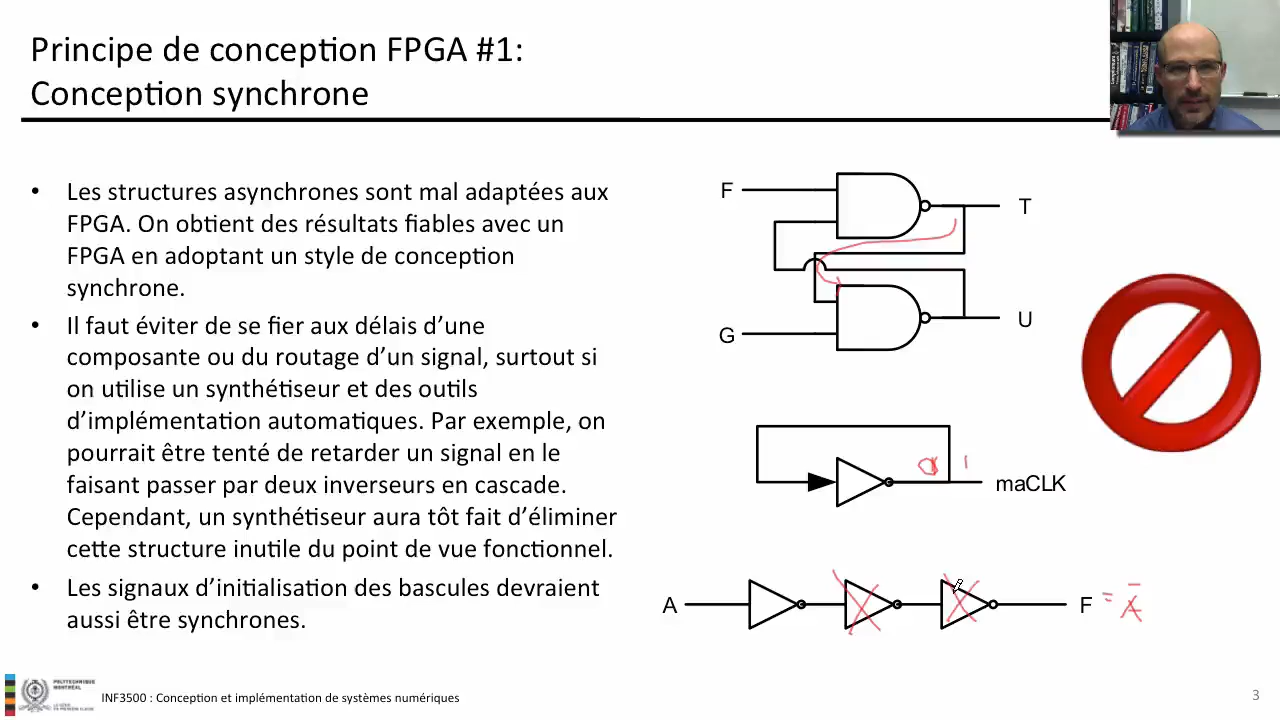 Principe de conception FPGA #1:
Conception synchrone
• Les structures asynchrones sont mal adaptées aux
FPGA. On obtient des résultats fiables avec un
FPGA en adoptant un style de conception
synchrone.
• Il faut éviter de se fier aux délais d’une
composante ou du routage d’un signal, surtout si
on utilise un synthétiseur et des outils
d’implémentation automatiques. Par exemple, on
pourrait être tenté de retarder un signal en le
faisant passer par deux inverseurs en cascade.
Cependant, un synthétiseur aura tôt fait d’éliminer
cette structure inutile du point de vue fonctionnel.
• Les signaux d’initialisation des bascules devraient
aussi être synchrones.
F
T
G
U
1
maCLK
A
F = Ā
POLYTECHNIQUE
MONTRÉAL
INF3500 : Conception et implémentation de systèmes numériques
3